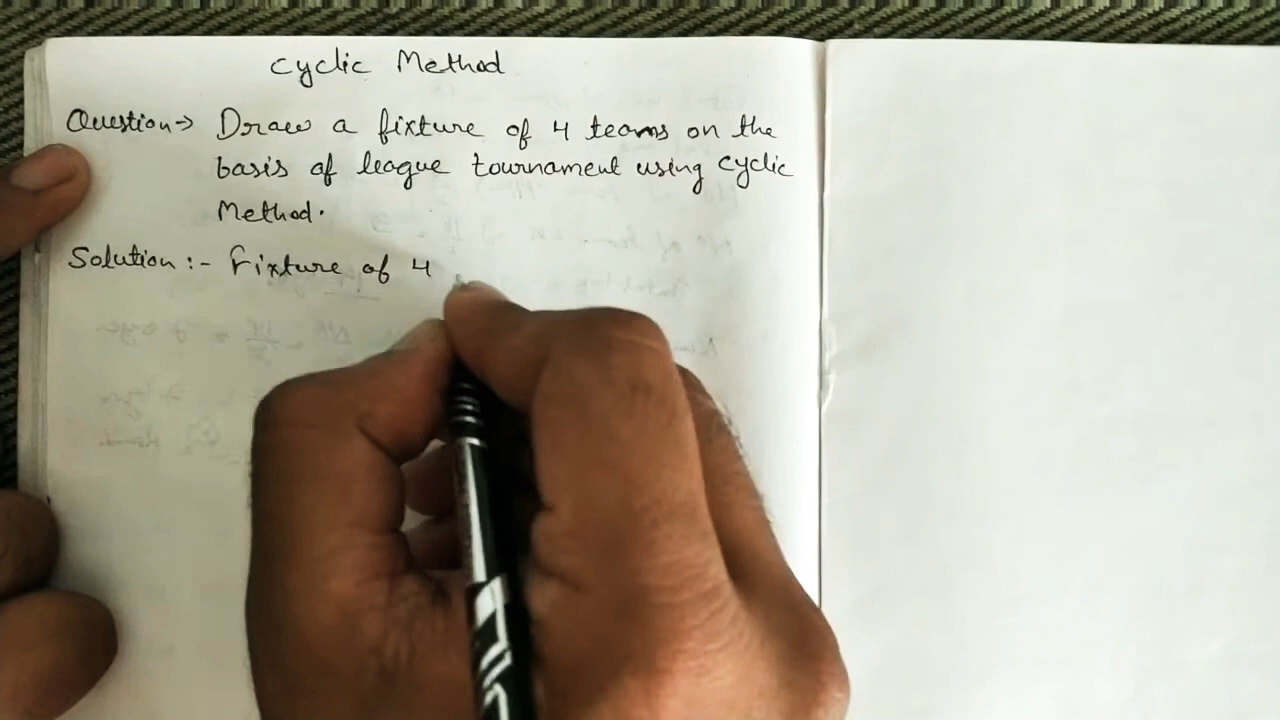 Cyclic Method
Question→ Draw a fixture of 4 teams on the
basis of league tournament using cyclic
Method.
Solution :- Fixture of 4